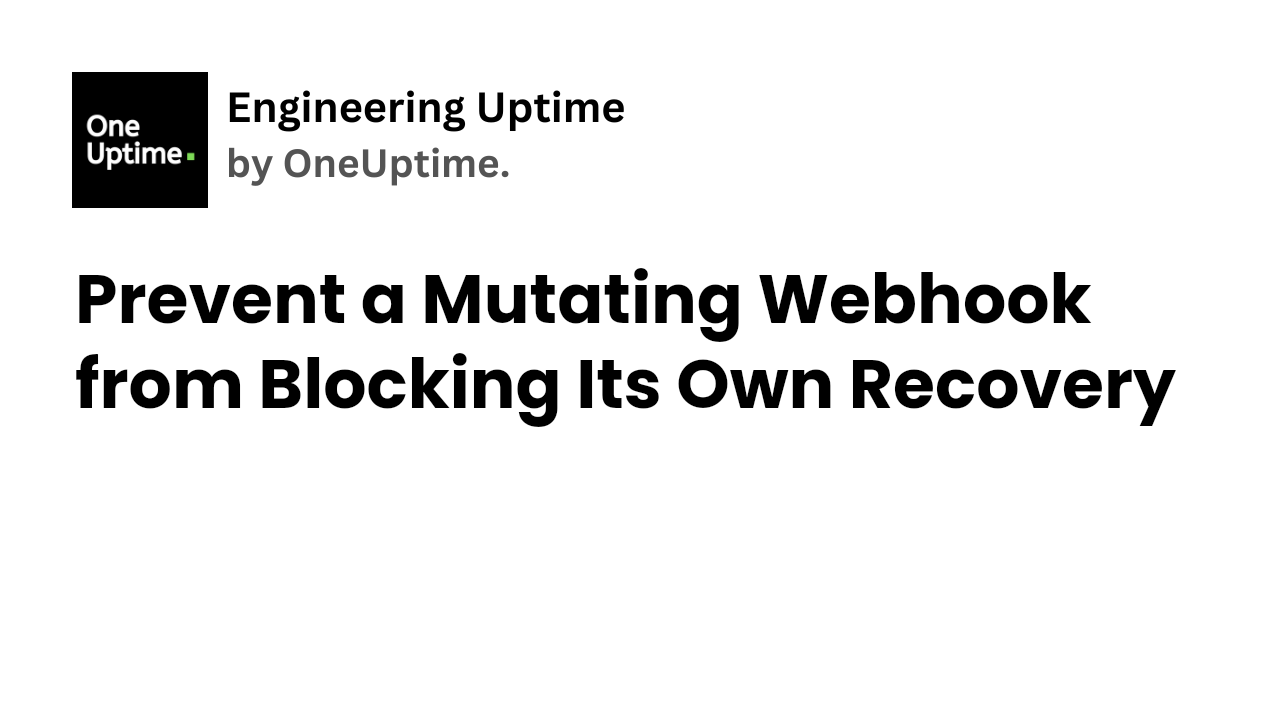 One
Uptime.
Engineering Uptime
by OneUptime.
Prevent a Mutating Webhook
from Blocking Its Own Recovery